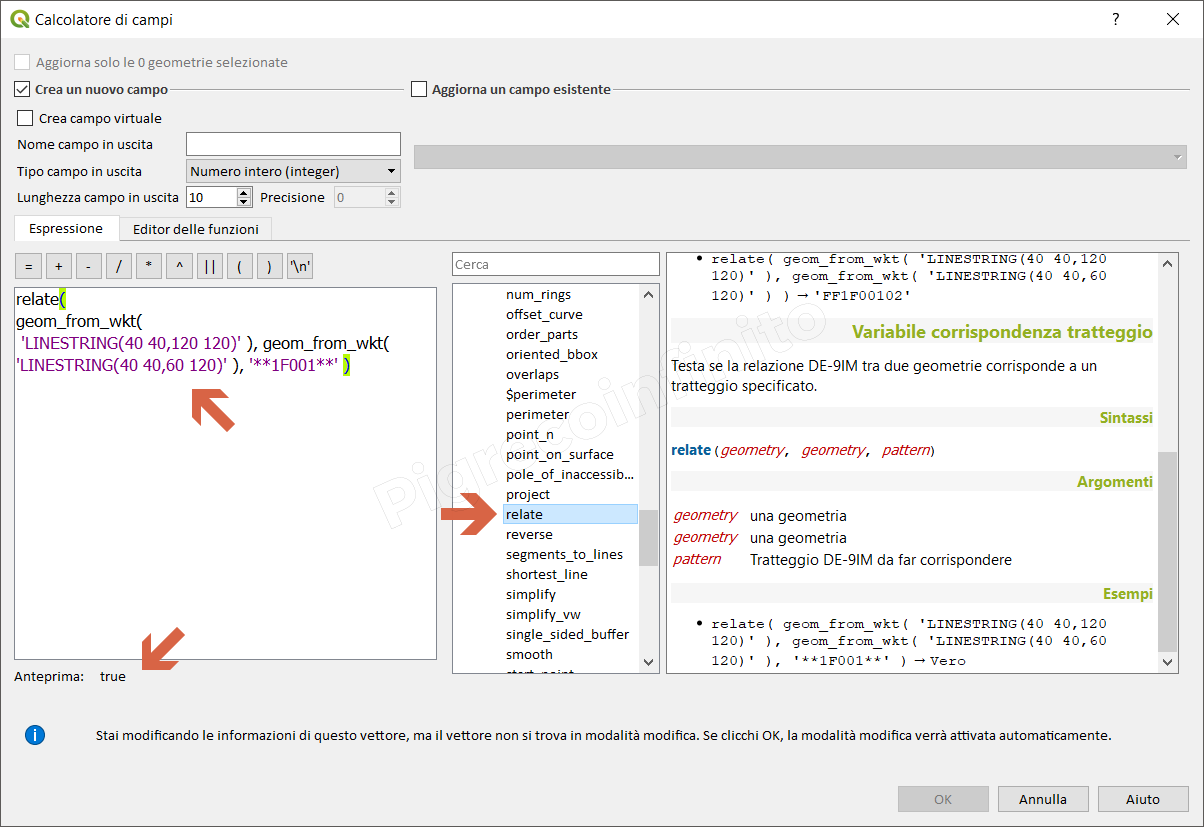 Calcolatore di campi
?
Aggiorna solo le 0 geometrie selezionate
Crea un nuovo campo
Aggiorna un campo esistente
Crea campo virtuale
Nome campo in uscita
Tipo campo in uscita
Numero intero (integer)
Lunghezza campo in uscita
10
Precisione
0
Espressione
Editor delle funzioni
=
+
-
/
*
^
||
(
)
'\n'
relate(
geom_from_wkt(
'LINESTRING(40 40,120 120)' ), geom_from_wkt(
'LINESTRING(40 40,60 120)' ), '**1F001**' )
Anteprima: true
Cerca
num_rings
offset_curve
order_parts
oriented_bbox
overlaps
$perimeter
perimeter
point_n
point_on_surface
pole_of_inaccessib...
project
relate
reverse
segments_to_lines
shortest_line
simplify
simplify_vw
single_sided_buffer
smooth
start_point
• relate( geom_from_wkt( 'LINESTRING(40 40,120
120)' ), geom_from_wkt( 'LINESTRING(40 40,60
120)' ) ) → 'FF1F00102'
Variabile corrispondenza tratteggio
Testa se la relazione DE-9IM tra due geometrie corrisponde a un
tratteggio specificato.
Sintassi
relate(geometry, geometry, pattern)
Argomenti
geometry una geometria
geometry una geometria
pattern Tratteggio DE-9IM da far corrispondere
Esempi
• relate( geom_from_wkt( 'LINESTRING(40 40,120
120)' ), geom_from_wkt( 'LINESTRING(40 40,60
120)' ), '**1F001**' ) → Vero
Pigrecoinfinito
i
Stai modificando le informazioni di questo vettore, ma il vettore non si trova in modalità modifica. Se clicchi OK, la modalità modifica verrà attivata automaticamente.
OK
Annulla
Aiuto